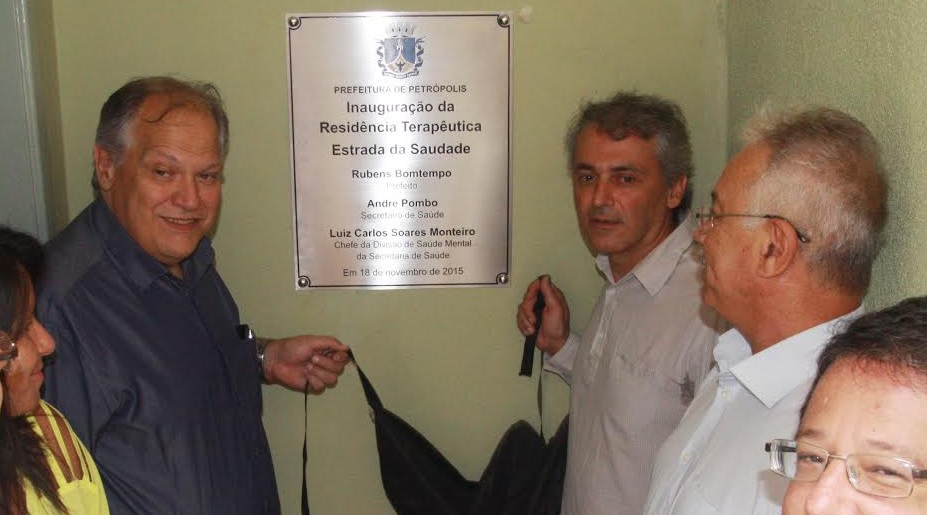 PREFEITURA DE PETRÓPOLIS
Inauguração da
Residência Terapêutica
Estrada da Saudade
Rubens Bomtempo
Prefeito
Andre Pombo
Secretário de Saúde
Luiz Carlos Soares Monteiro
Chefe da Divisão de Saúde Mental
da Secretaria de Saúde
Em 18 de novembro de 2015